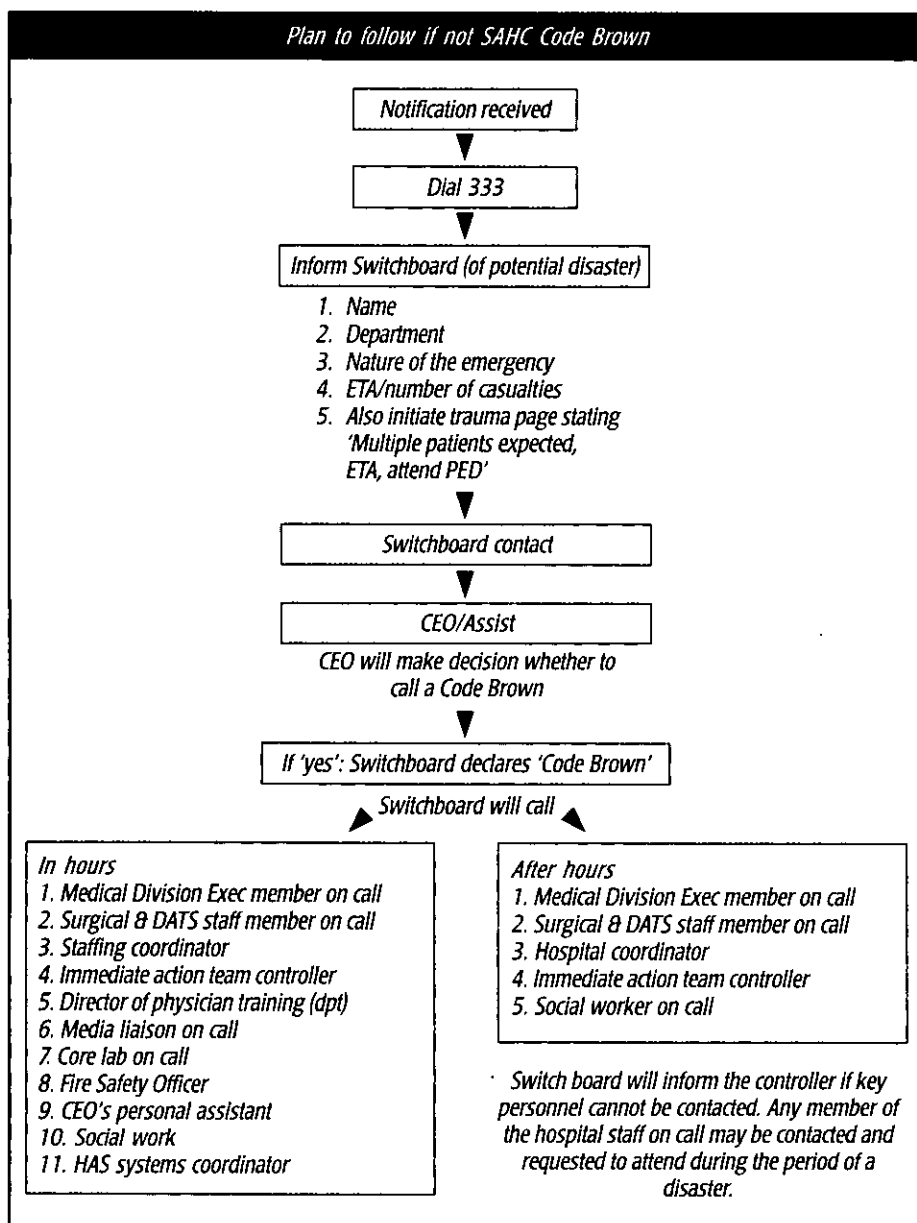 Plan to follow if not SAHC Code Brown
Notification received
Dial 333
Inform Switchboard (of potential disaster)
1. Name
2. Department
3. Nature of the emergency
4. ETA/number of casualties
5. Also initiate trauma page stating
'Multiple patients expected,
ETA, attend PED'
Switchboard contact
CEO/Assist
CEO will make decision whether to
call a Code Brown
If 'yes': Switchboard declares 'Code Brown'
Switchboard will call
In hours
1. Medical Division Exec member on call
2. Surgical & DATS staff member on call
3. Staffing coordinator
4. Immediate action team controller
5. Director of physician training (dpt)
6. Media liaison on call
7. Core lab on call
8. Fire Safety Officer
9. CEO's personal assistant
10. Social work
11. HAS systems coordinator
After hours
1. Medical Division Exec member on call
2. Surgical & DATS staff member on call
3. Hospital coordinator
4. Immediate action team controller
5. Social worker on call
Switch board will inform the controller if key
personnel cannot be contacted. Any member of
the hospital staff on call may be contacted and
requested to attend during the period of a
disaster.